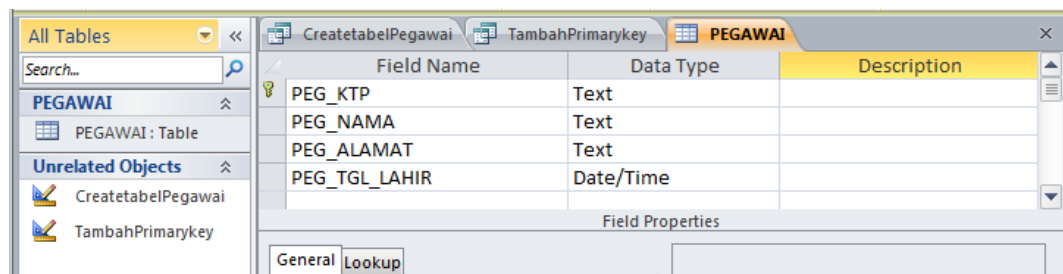 All Tables
Search...
PEGAWAI
PEGAWAI : Table
Unrelated Objects
CreatetabelPegawai
TambahPrimarykey
CreatetabelPegawai TambahPrimarykey PEGAWAI
Field Name Data Type Description
PEG_KTP Text
PEG_NAMA Text
PEG_ALAMAT Text
PEG_TGL_LAHIR Date/Time
Field Properties
General Lookup